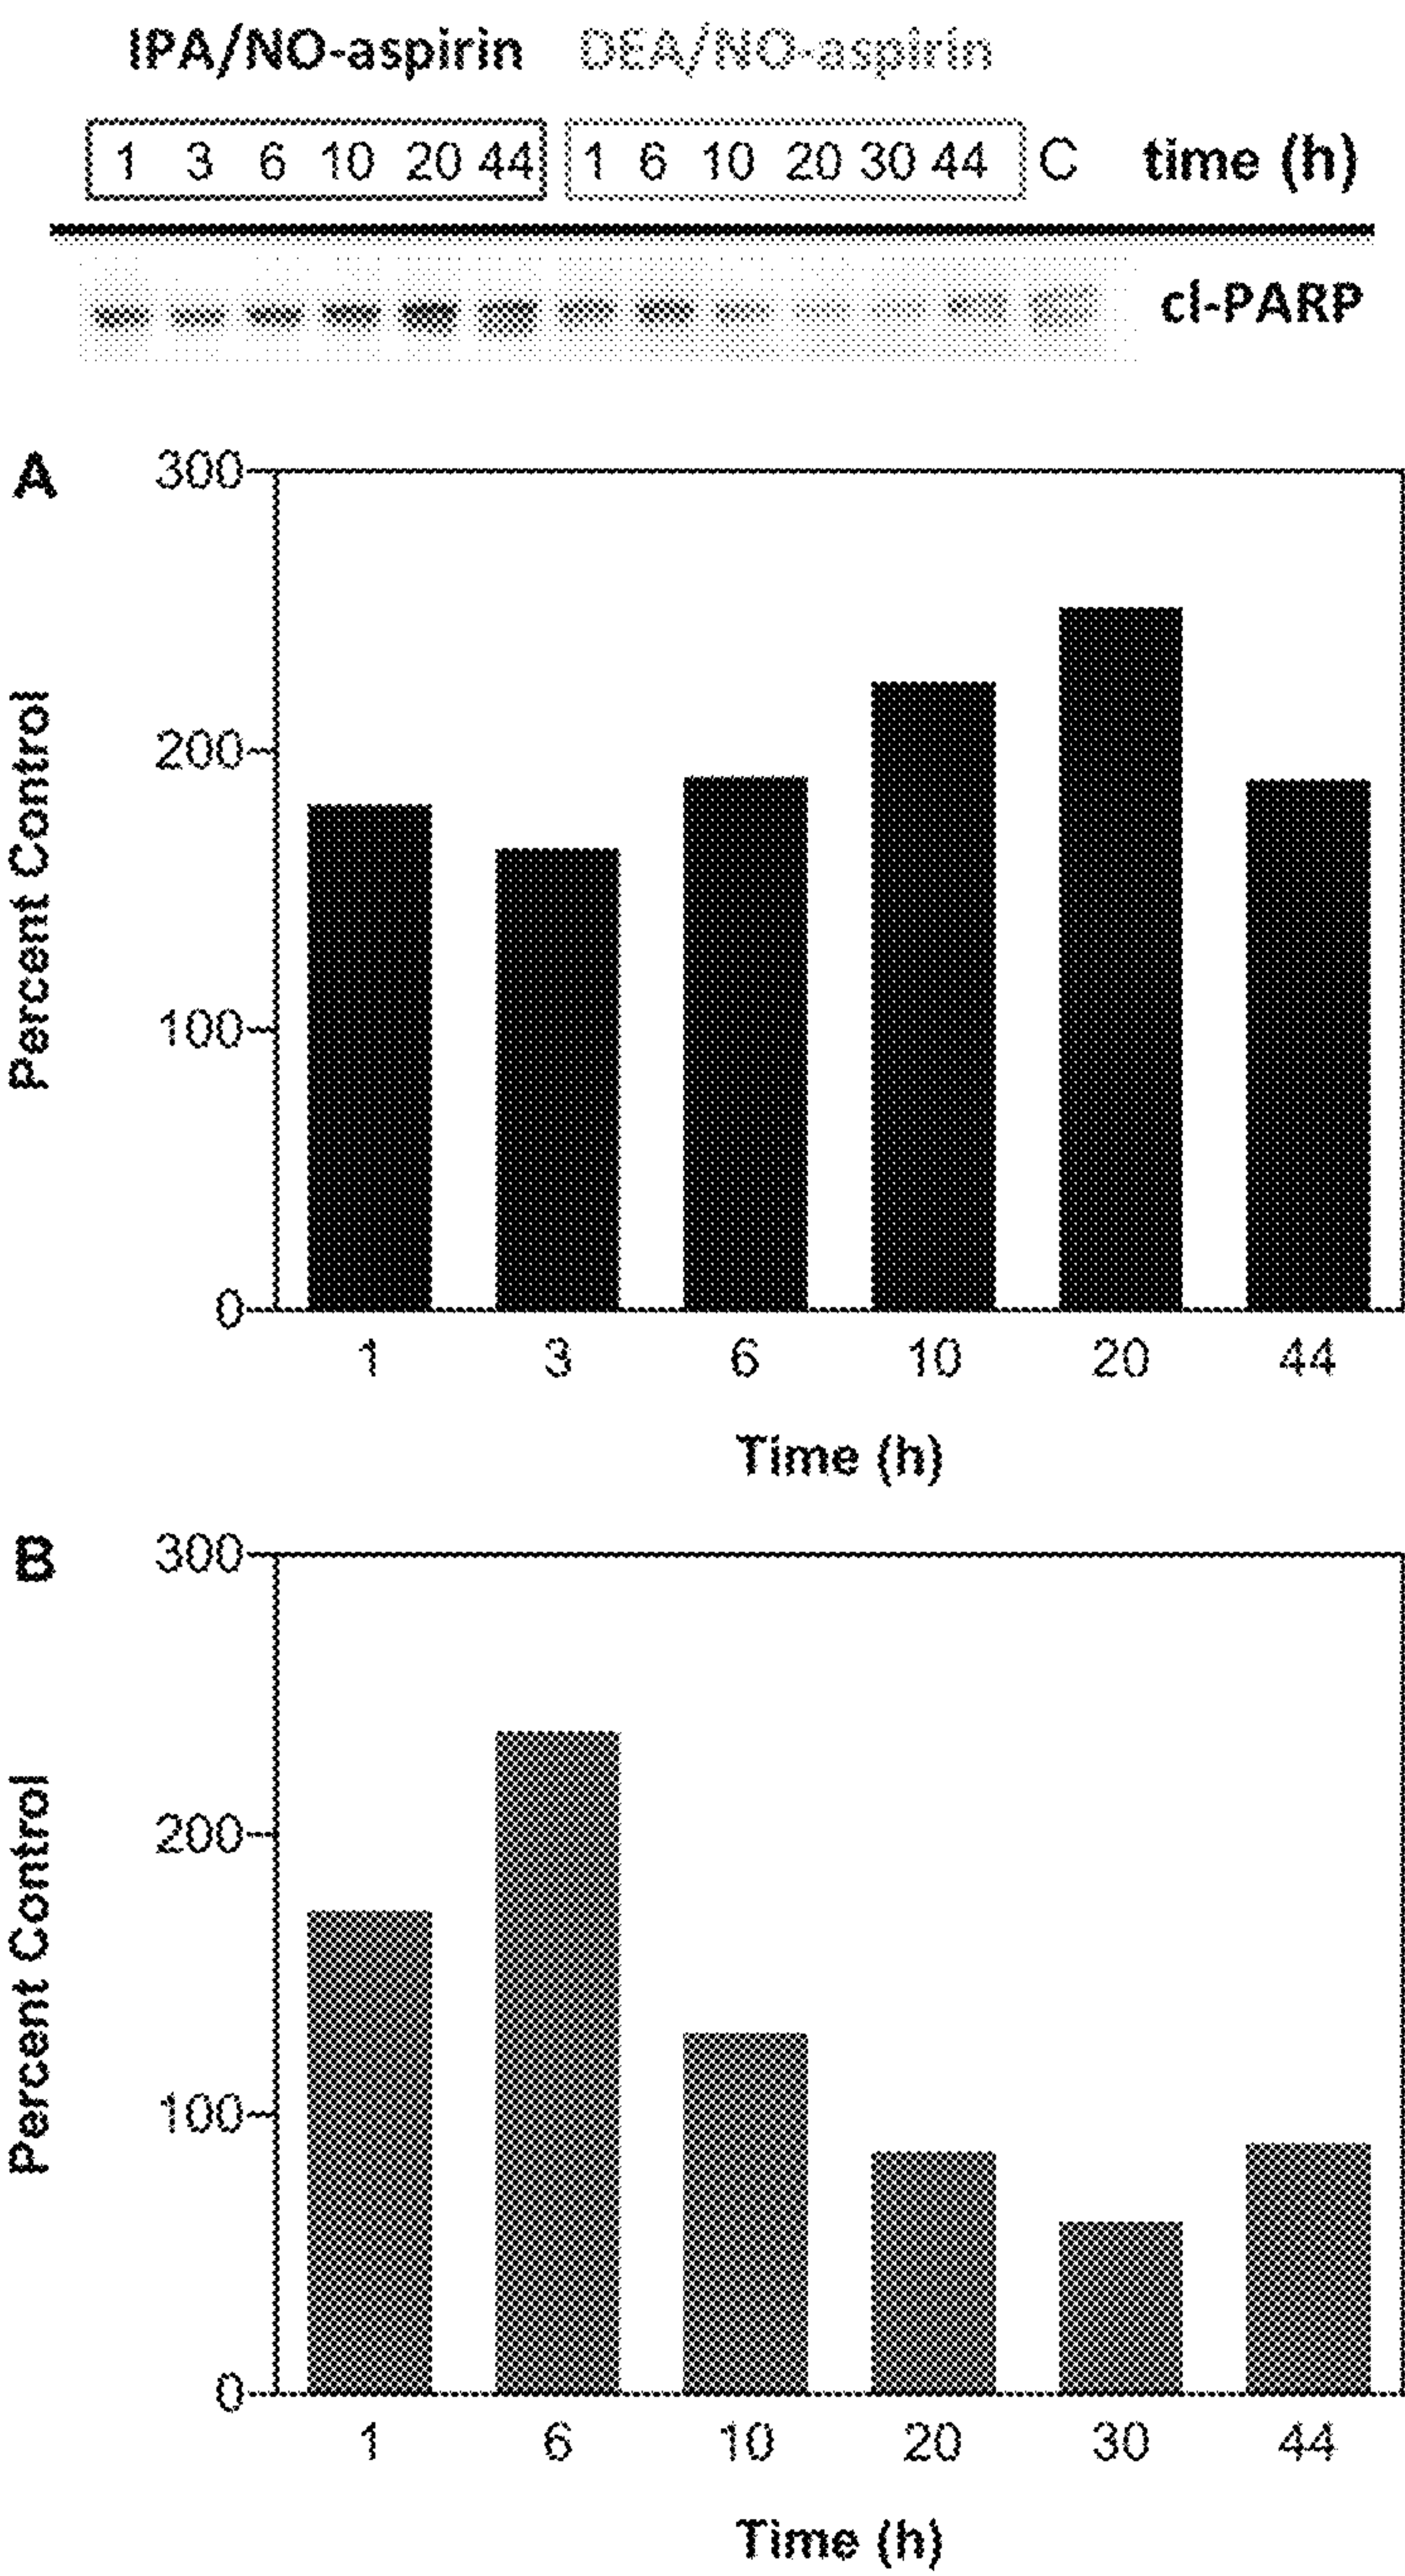 IPA/NO-aspirin DEA/NO-aspirin
1 3 6 10 20 44 1 6 10 20 30 44 C time (h)
cl-PARP
A
300
200
100
0
Percent Control
1 3 6 10 20 44
Time (h)
B
300
200
100
0
Percent Control
1 6 10 20 30 44
Time (h)